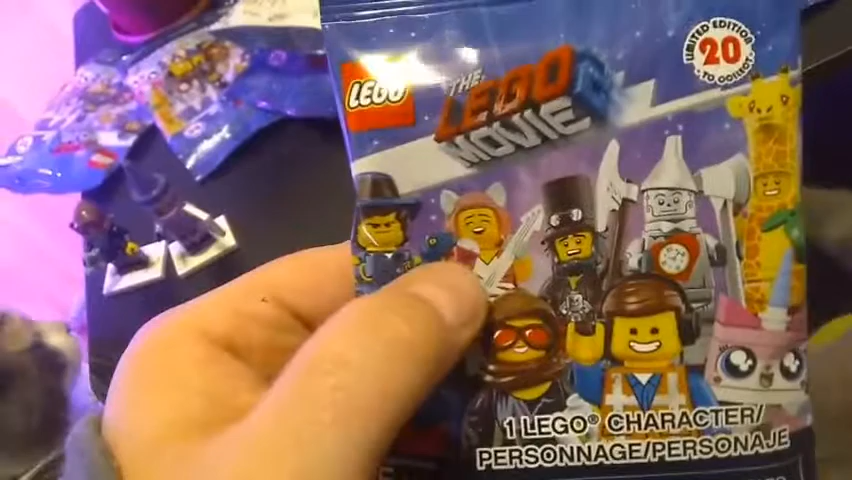 LIMITED EDITION
20
TO COLLECT
LEGO
THE
LEGO
MOVIE 2
1 LEGO® CHARACTER/
PERSONNAGE/PERSONAJE